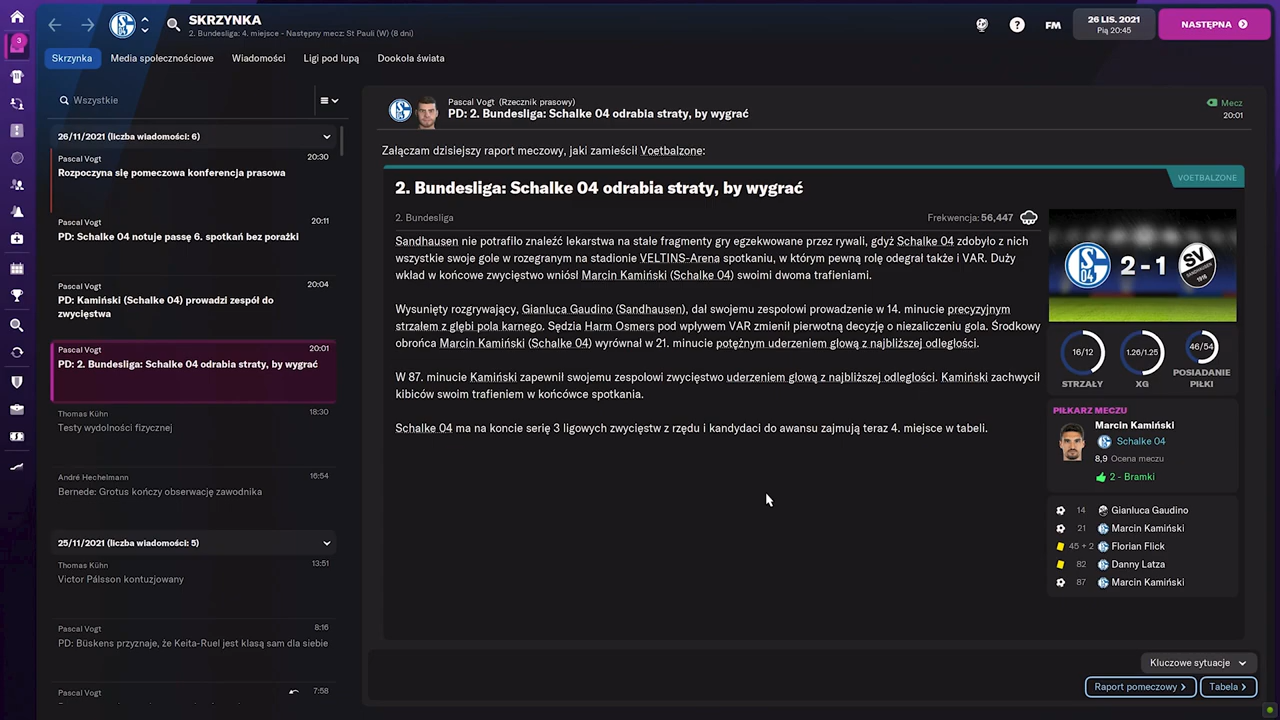 SKRZYNKA
2. Bundesliga: 4. miejsce - Następny mecz: St Pauli (W) (8 dni)
3
?
FM
26 LIS. 2021
Pią 20:45
NASTĘPNA
Skrzynka
Media społecznościowe
Wiadomości
Ligi pod lupą
Dookoła świata
Wszystkie
26/11/2021 (liczba wiadomości: 6)
Pascal Vogt 20:30
Rozpoczyna się pomeczowa konferencja prasowa
Pascal Vogt 20:11
PD: Schalke 04 notuje passę 6. spotkań bez porażki
Pascal Vogt 20:04
PD: Kamiński (Schalke 04) prowadzi zespół do
zwycięstwa
Pascal Vogt 20:01
PD: 2. Bundesliga: Schalke 04 odrabia straty, by wygrać
Thomas Kühn 18:30
Testy wydolności fizycznej
André Hechelmann 16:54
Bernede: Grotus kończy obserwację zawodnika
25/11/2021 (liczba wiadomości: 5)
Thomas Kühn 13:51
Victor Pálsson kontuzjowany
Pascal Vogt 8:16
PD: Büskens przyznaje, że Keita-Ruel jest klasą sam dla siebie
Pascal Vogt 7:58
Pascal Vogt (Rzecznik prasowy)
PD: 2. Bundesliga: Schalke 04 odrabia straty, by wygrać
Mecz
20:01
Załączam dzisiejszy raport meczowy, jaki zamieścił Voetbalzone:
VOETBALZONE
2. Bundesliga: Schalke 04 odrabia straty, by wygrać
2. Bundesliga
Frekwencja: 56,447
Sandhausen nie potrafiło znaleźć lekarstwa na stałe fragmenty gry egzekwowane przez rywali, gdyż Schalke 04 zdobyło z nich
wszystkie swoje gole w rozegranym na stadionie VELTINS-Arena spotkaniu, w którym pewną rolę odegrał także i VAR. Duży
wkład w końcowe zwycięstwo wniósł Marcin Kamiński (Schalke 04) swoimi dwoma trafieniami.
Wysunięty rozgrywający, Gianluca Gaudino (Sandhausen), dał swojemu zespołowi prowadzenie w 14. minucie precyzyjnym
strzałem z głębi pola karnego. Sędzia Harm Osmers pod wpływem VAR zmienił pierwotną decyzję o niezaliczeniu gola. Środkowy
obrońca Marcin Kamiński (Schalke 04) wyrównał w 21. minucie potężnym uderzeniem głową z najbliższej odległości.
W 87. minucie Kamiński zapewnił swojemu zespołowi zwycięstwo uderzeniem głową z najbliższej odległości. Kamiński zachwycił
kibiców swoim trafieniem w końcówce spotkania.
Schalke 04 ma na koncie serię 3 ligowych zwycięstw z rzędu i kandydaci do awansu zajmują teraz 4. miejsce w tabeli.
2 - 1
16/12
STRZAŁY
1.26/1.25
XG
46/54
POSIADANIE
PIŁKI
PIŁKARZ MECZU
Marcin Kamiński
Schalke 04
8,9 Ocena meczu
2 - Bramki
14 Gianluca Gaudino
21 Marcin Kamiński
45 + 2 Florian Flick
82 Danny Latza
87 Marcin Kamiński
Kluczowe sytuacje
Raport pomeczowy
Tabela